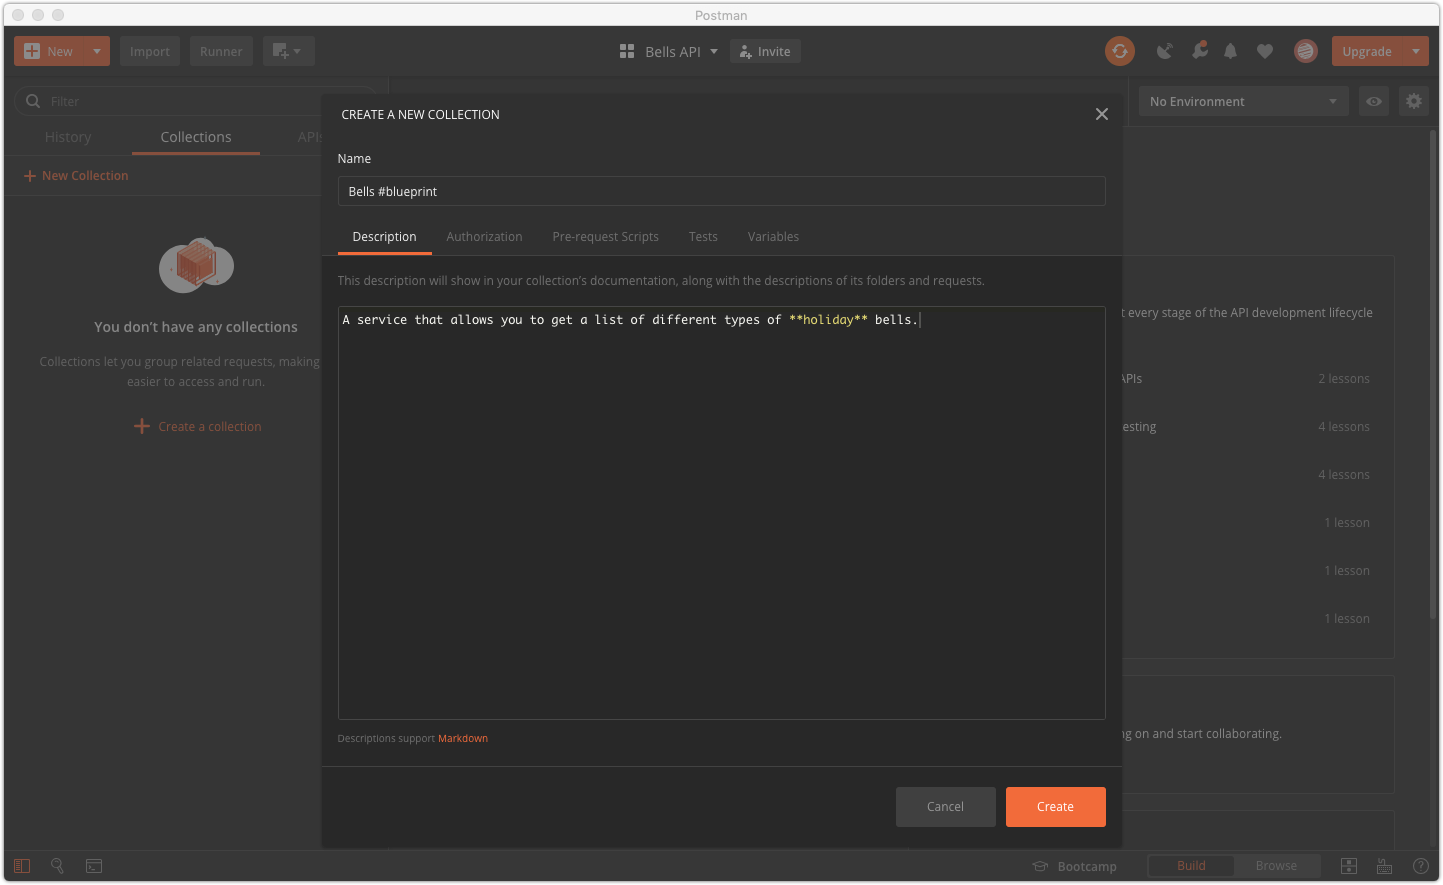 Postman
New
Import
Runner
Bells API
Invite
Upgrade
Filter
No Environment
History
Collections
APIs
New Collection
You don't have any collections
Collections let you group related requests, making
easier to access and run.
Create a collection
CREATE A NEW COLLECTION
Name
Bells #blueprint
Description
Authorization
Pre-request Scripts
Tests
Variables
This description will show in your collection's documentation, along with the descriptions of its folders and requests.
A service that allows you to get a list of different types of **holiday** bells.
Descriptions support Markdown
Cancel
Create
t every stage of the API development lifecycle
APIs
2 lessons
esting
4 lessons
4 lessons
1 lesson
1 lesson
1 lesson
ng on and start collaborating.
Bootcamp
Build
Browse